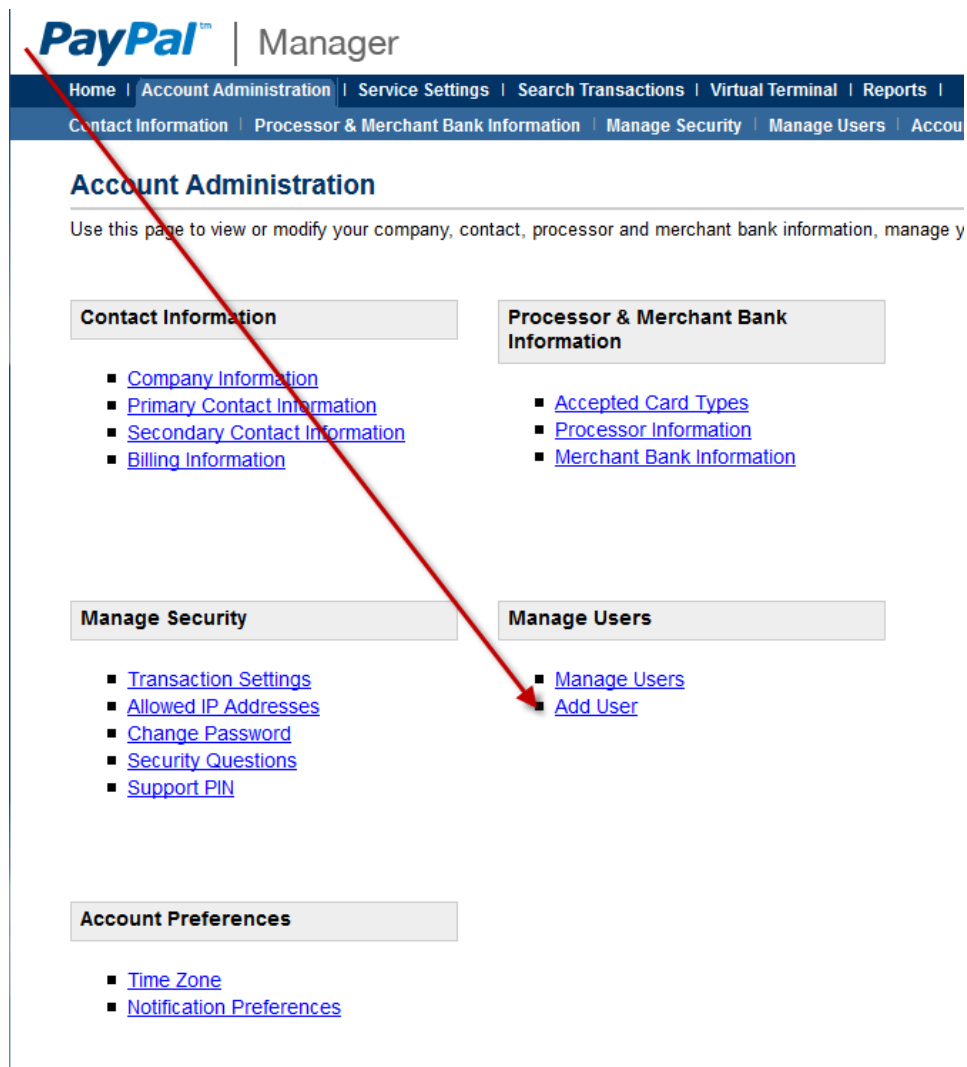 PayPal™ | Manager
Home | Account Administration | Service Settings | Search Transactions | Virtual Terminal | Reports |
Contact Information | Processor & Merchant Bank Information | Manage Security | Manage Users |
Account Administration
Use this page to view or modify your company, contact, processor and merchant bank information, manage
Contact Information
Company Information
Primary Contact Information
Secondary Contact Information
Billing Information
Processor & Merchant Bank
Information
Accepted Card Types
Processor Information
Merchant Bank Information
Manage Security
Transaction Settings
Allowed IP Addresses
Change Password
Security Questions
Support PIN
Manage Users
Manage Users
Add User
Account Preferences
Time Zone
Notification Preferences